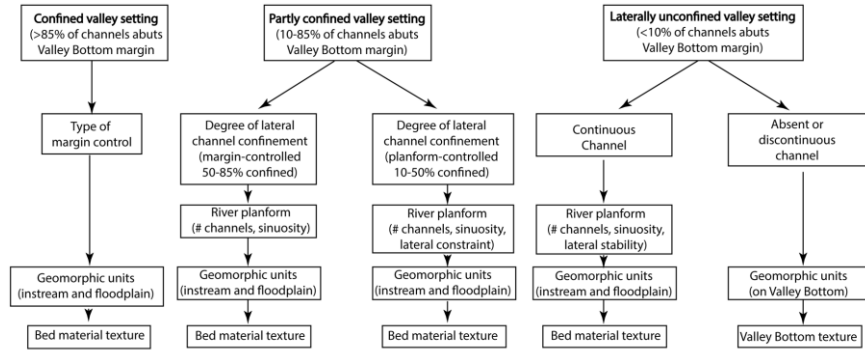 Confined valley setting
(>85% of channels abuts
Valley Bottom margin
Partly confined valley setting
(10-85% of channels abuts
Valley Bottom margin)
Laterally unconfined valley setting
(<10% of channels abuts
Valley Bottom margin)
Type of
margin control
Degree of lateral
channel confinement
(margin-controlled
50-85% confined)
Degree of lateral
channel confinement
(planform-controlled
10-50% confined)
Continuous
Channel
Absent or
discontinuous
channel
River planform
(# channels, sinuosity)
River planform
(# channels, sinuosity,
lateral constraint)
River planform
(# channels, sinuosity,
lateral stability)
Geomorphic units
(instream and floodplain)
Geomorphic units
(instream and floodplain)
Geomorphic units
(instream and floodplain)
Geomorphic units
(instream and floodplain)
Geomorphic units
(on Valley Bottom)
Bed material texture
Bed material texture
Bed material texture
Bed material texture
Valley Bottom texture